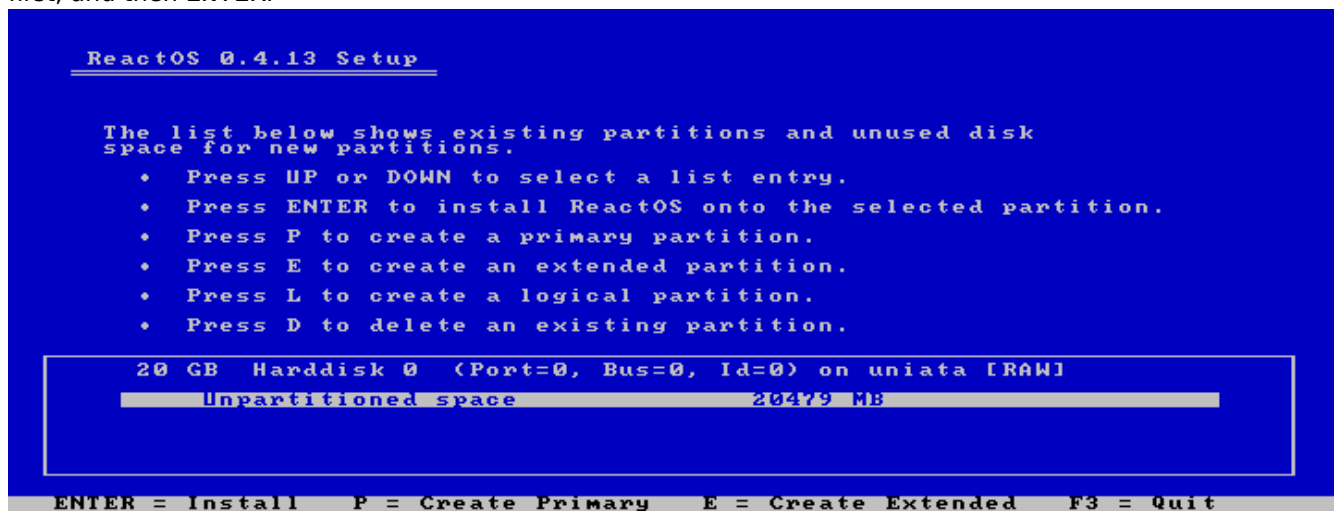 ReactOS 0.4.13 Setup
The list below shows existing partitions and unused disk
space for new partitions.
• Press UP or DOWN to select a list entry.
• Press ENTER to install ReactOS onto the selected partition.
• Press P to create a primary partition.
• Press E to create an extended partition.
• Press L to create a logical partition.
• Press D to delete an existing partition.
20 GB Harddisk 0 (Port=0, Bus=0, Id=0) on uniata [RAW]
Unpartitioned space 20479 MB
ENTER = Install P = Create Primary E = Create Extended F3 = Quit